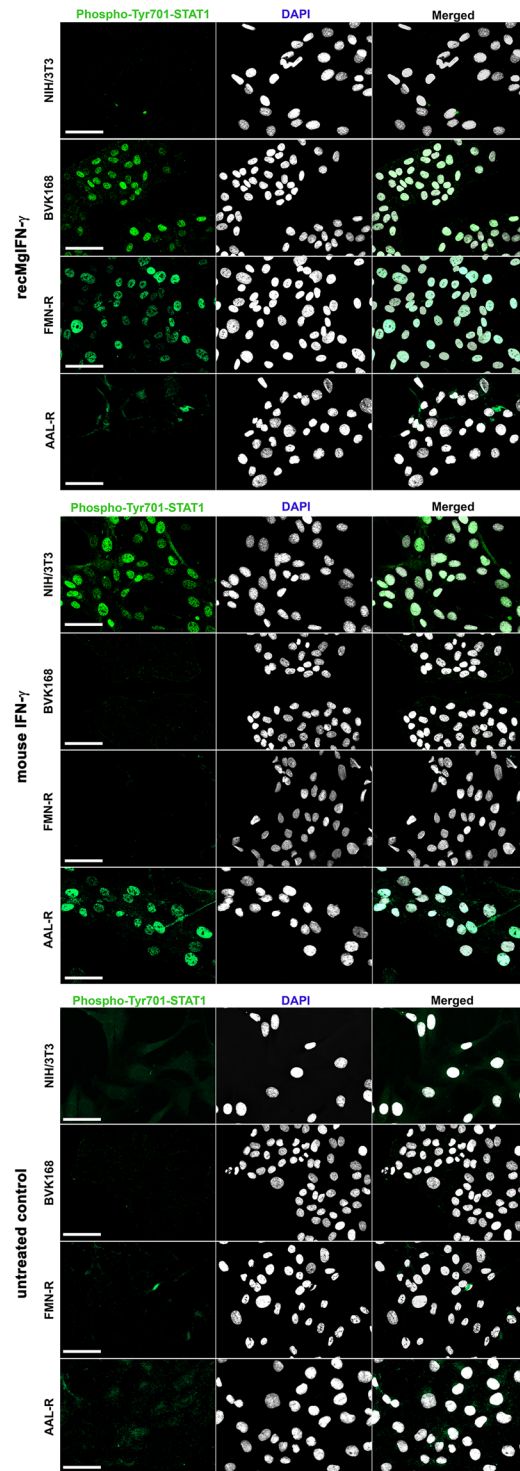 Phospho-Tyr701-STAT1 DAPI Merged
recMgIFN-γ
NIH/3T3
BVK168
FMN-R
AAL-R
Phospho-Tyr701-STAT1 DAPI Merged
mouse IFN-γ
NIH/3T3
BVK168
FMN-R
AAL-R
Phospho-Tyr701-STAT1 DAPI Merged
untreated control
NIH/3T3
BVK168
FMN-R
AAL-R